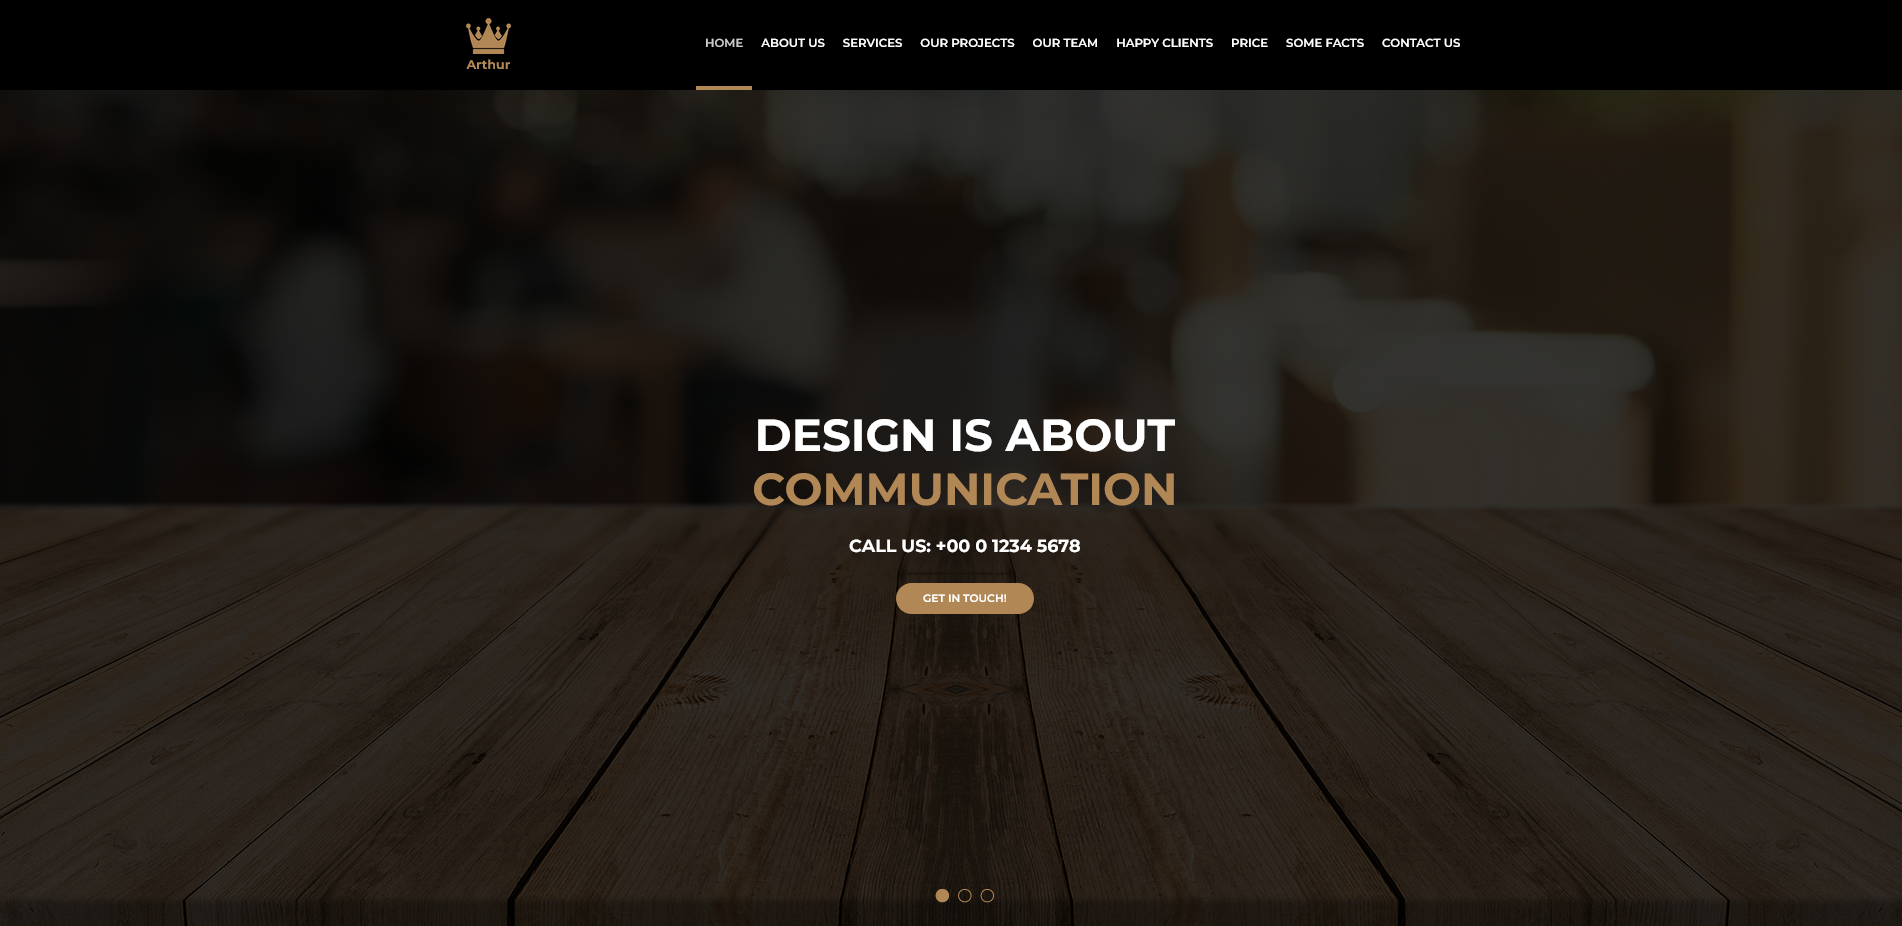 Arthur
HOME ABOUT US SERVICES OUR PROJECTS OUR TEAM HAPPY CLIENTS PRICE SOME FACTS CONTACT US
DESIGN IS ABOUT
COMMUNICATION
CALL US: +00 0 1234 5678
GET IN TOUCH!